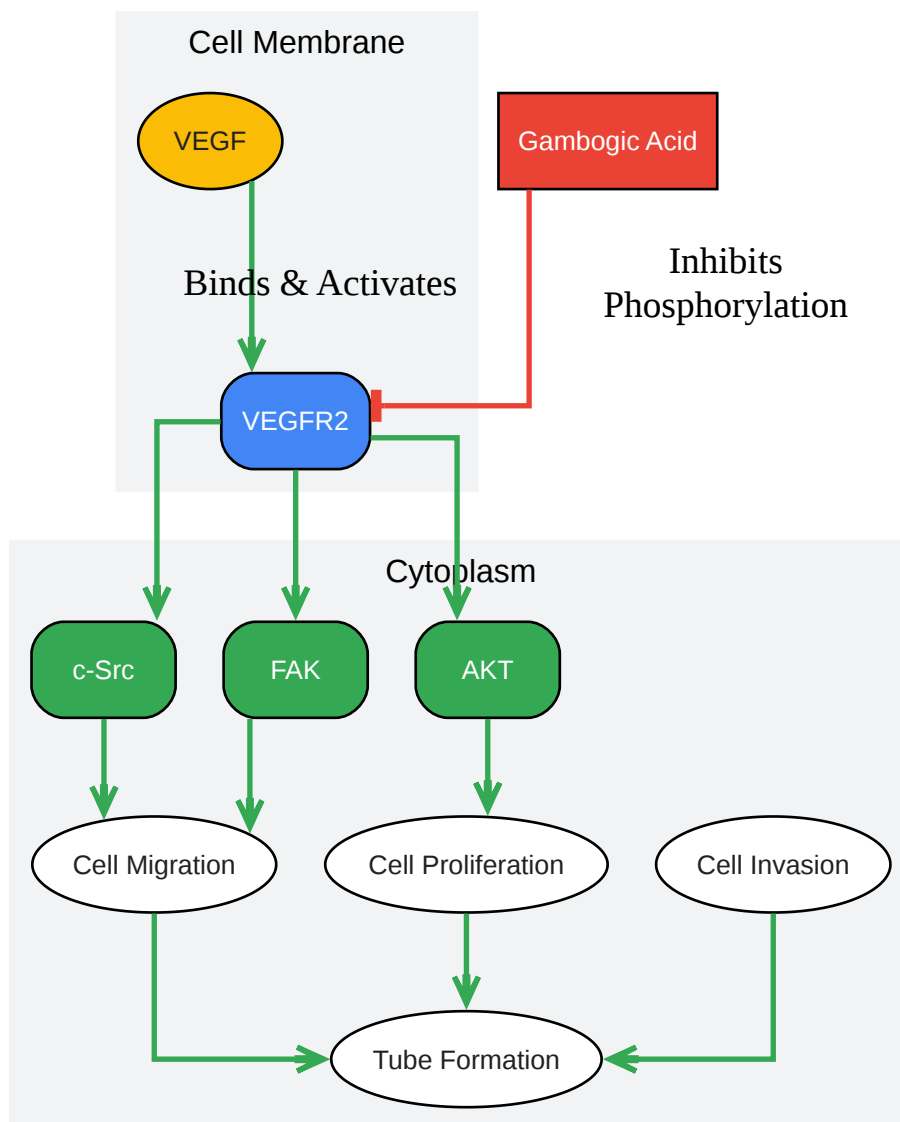 Cell Membrane
VEGF
Gambogic Acid
Binds & Activates
Inhibits
Phosphorylation
VEGFR2
Cytoplasm
c-Src
FAK
AKT
Cell Migration
Cell Proliferation
Cell Invasion
Tube Formation